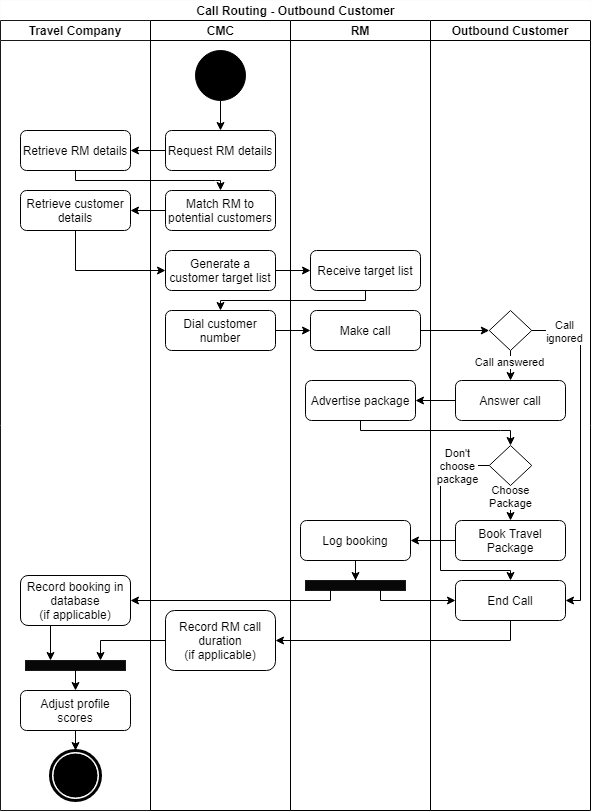 Call Routing - Outbound Customer
Travel Company
CMC
RM
Outbound Customer
Retrieve RM details
Request RM details
Retrieve customer
details
Match RM to
potential customers
Generate a
customer target list
Receive target list
Dial customer
number
Make call
Call
ignored
Call answered
Advertise package
Answer call
Don't
choose
package
Choose
Package
Log booking
Book Travel
Package
Record booking in
database
(if applicable)
End Call
Record RM call
duration
(if applicable)
Adjust profile
scores